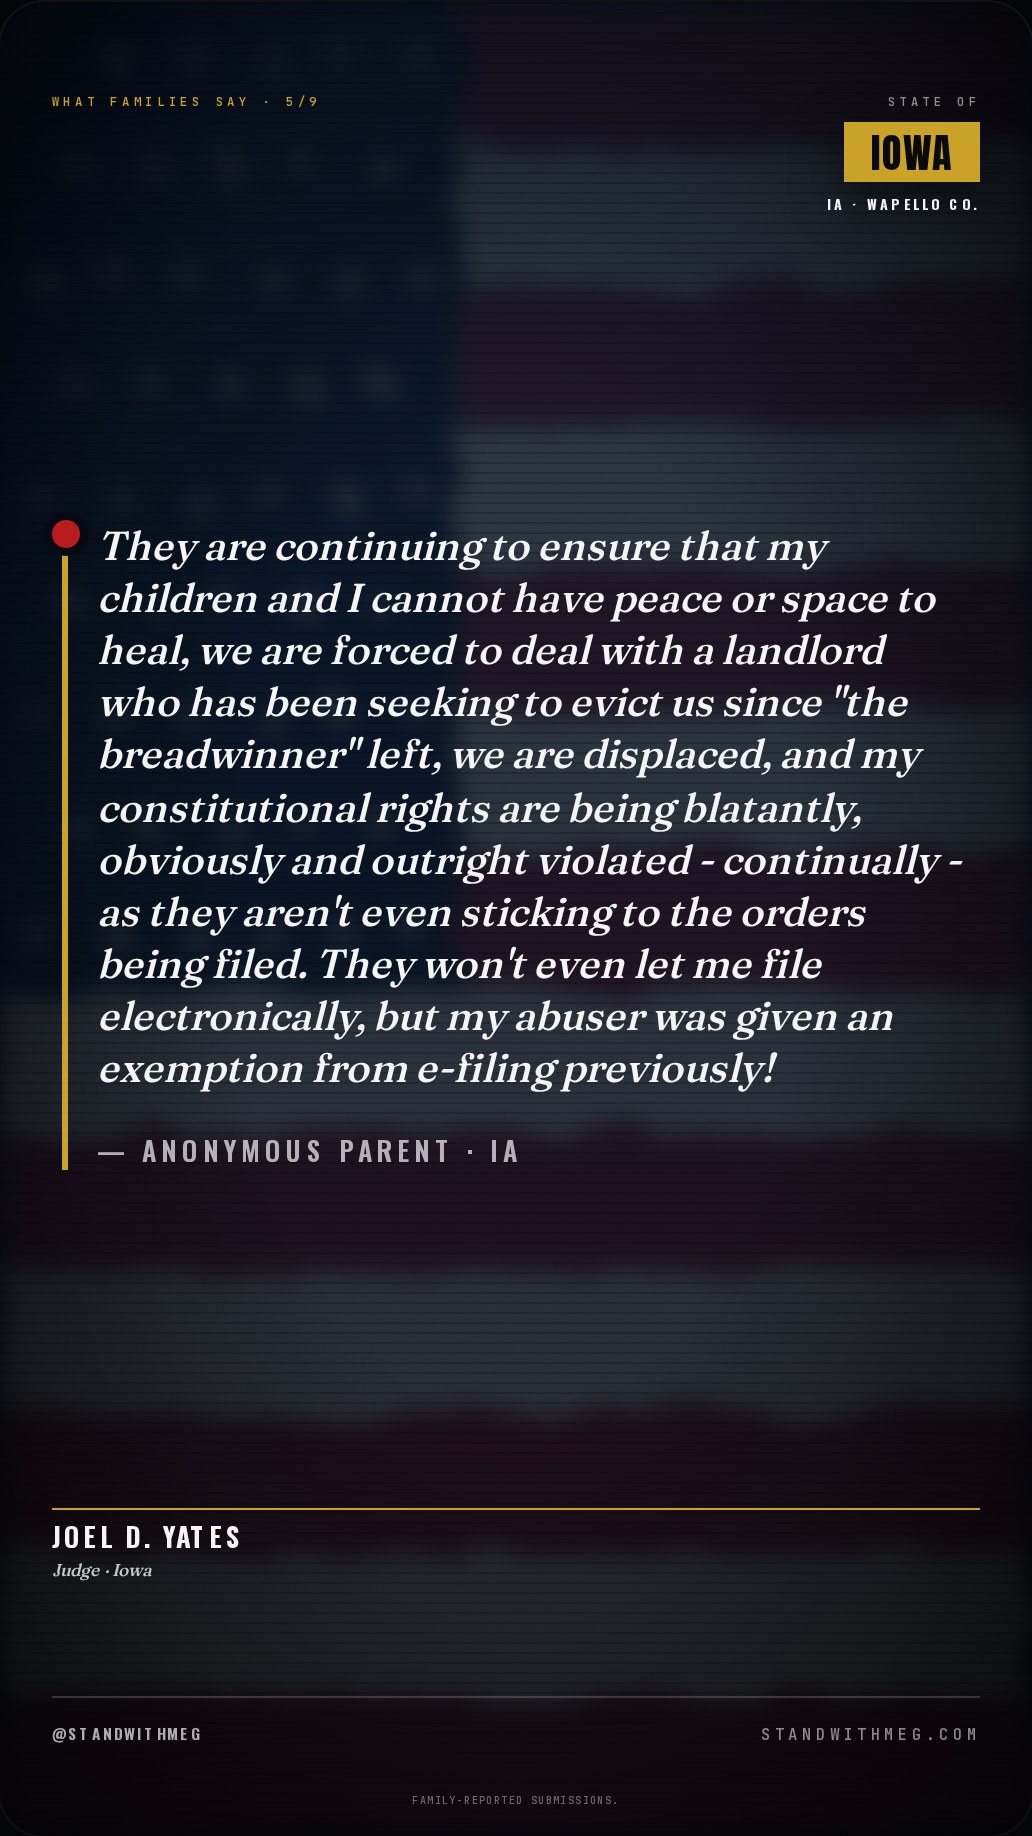 WHAT FAMILIES SAY · 5/9
STATE OF
IOWA
IA · WAPELLO CO.
They are continuing to ensure that my
children and I cannot have peace or space to
heal, we are forced to deal with a landlord
who has been seeking to evict us since "the
breadwinner" left, we are displaced, and my
constitutional rights are being blatantly,
obviously and outright violated - continually -
as they aren't even sticking to the orders
being filed. They won't even let me file
electronically, but my abuser was given an
exemption from e-filing previously!
— ANONYMOUS PARENT · IA
JOEL D. YATES
Judge · Iowa
@STANDWITHMEG
STANDWITHMEG.COM
FAMILY-REPORTED SUBMISSIONS.